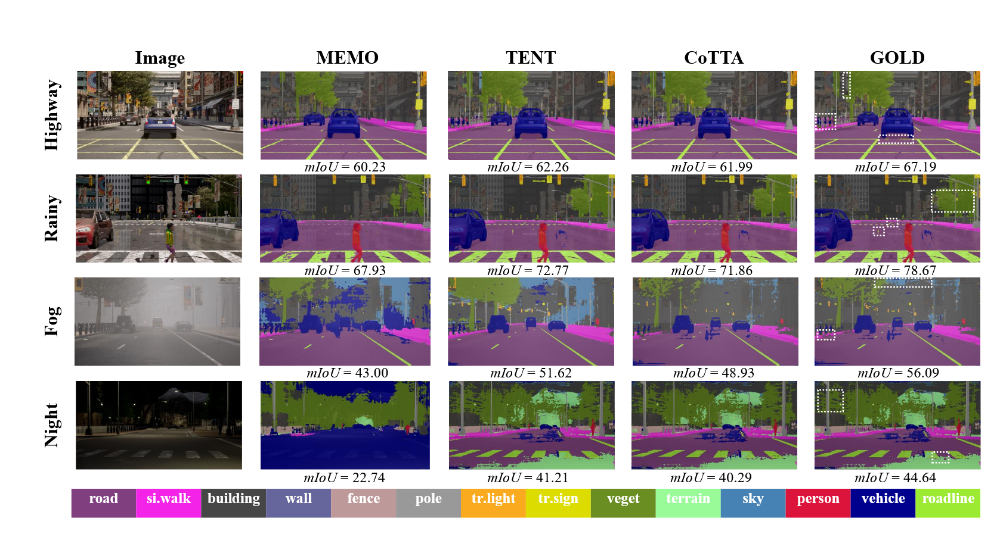 Image MEMO TENT CoTTA GOLD
Highway
mIoU = 60.23 mIoU = 62.26 mIoU = 61.99 mIoU = 67.19
Rainy
mIoU = 67.93 mIoU = 72.77 mIoU = 71.86 mIoU = 78.67
Fog
mIoU = 43.00 mIoU = 51.62 mIoU = 48.93 mIoU = 56.09
Night
mIoU = 22.74 mIoU = 41.21 mIoU = 40.29 mIoU = 44.64
road si.walk building wall fence pole tr.light tr.sign veget terrain sky person vehicle roadline